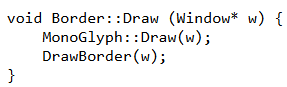 void Border::Draw (Window* w) {
    MonoGlyph::Draw(w);
    DrawBorder(w);
}